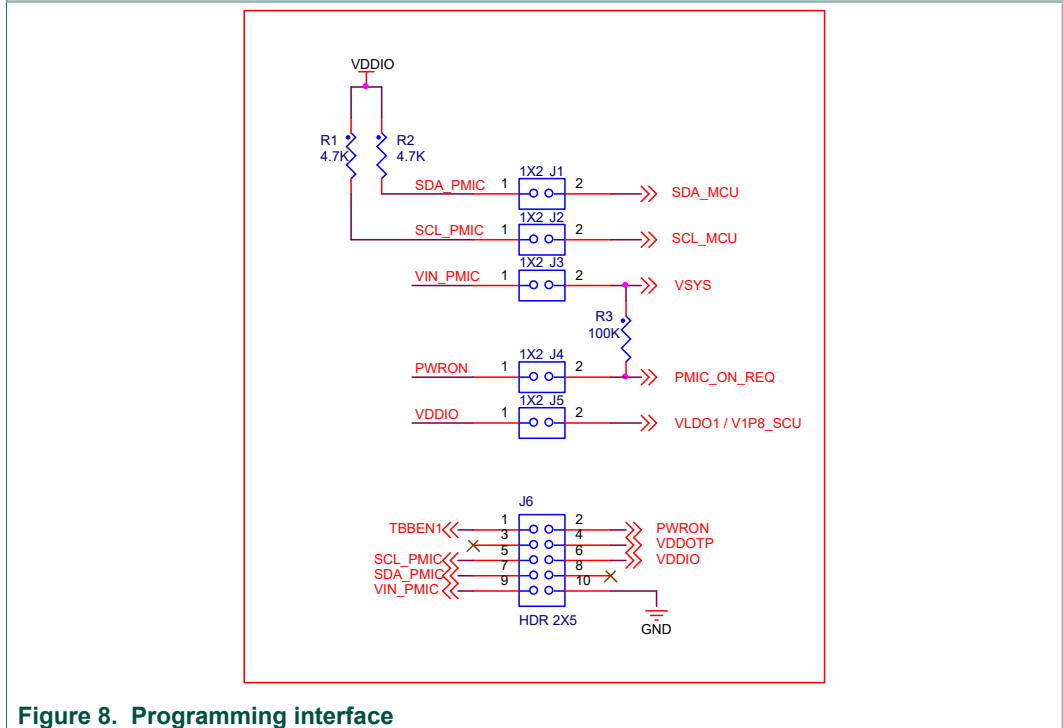 VDDIO
R1
4.7K
R2
4.7K
1X2 J1
SDA_PMIC 1 2 SDA_MCU
1X2 J2
SCL_PMIC 1 2 SCL_MCU
1X2 J3
VIN_PMIC 1 2 VSYS
R3
100K
1X2 J4
PWRON 1 2 PMIC_ON_REQ
1X2 J5
VDDIO 1 2 VLDO1 / V1P8_SCU
J6
TBBEN1 1 2 PWRON
3 4 VDDOTP
SCL_PMIC 5 6 VDDIO
SDA_PMIC 7 8
VIN_PMIC 9 10
HDR 2X5
GND
Figure 8. Programming interface